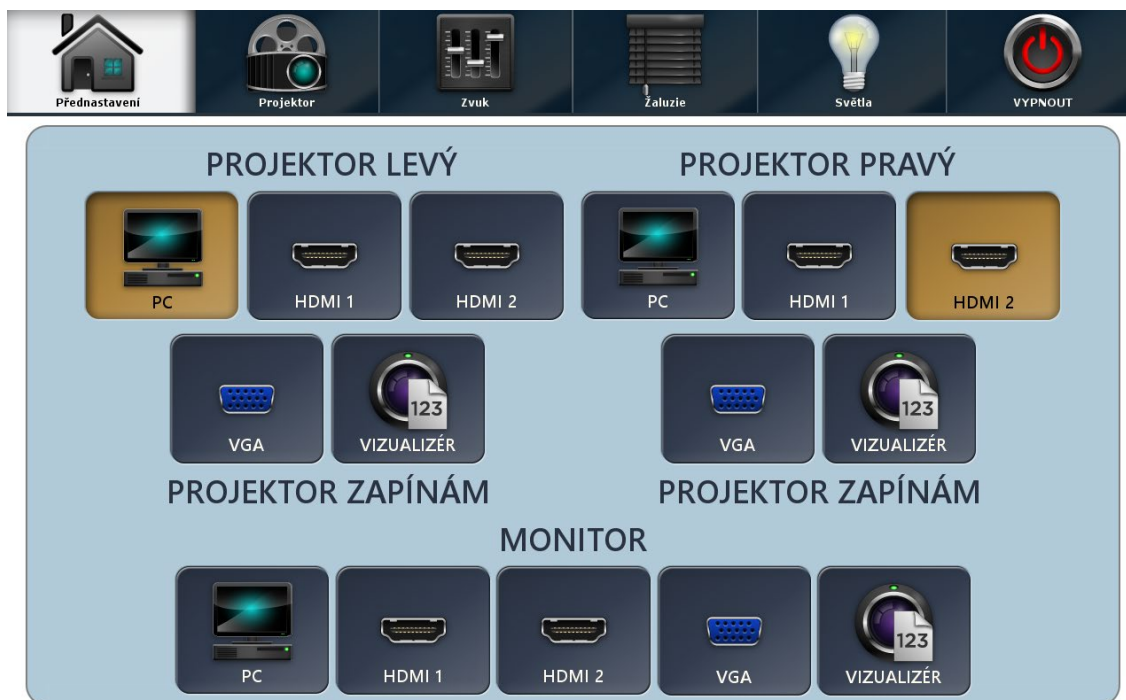 Přednastavení
Projektor
Zvuk
Žaluzie
Světla
VYPNOUT
PROJEKTOR LEVÝ
PROJEKTOR PRAVÝ
PC
HDMI 1
HDMI 2
PC
HDMI 1
HDMI 2
123
123
VGA
VIZUALIZÉR
VGA
VIZUALIZÉR
PROJEKTOR ZAPÍNÁM
PROJEKTOR ZAPÍNÁM
MONITOR
123
PC
HDMI 1
HDMI 2
VGA
VIZUALIZÉR